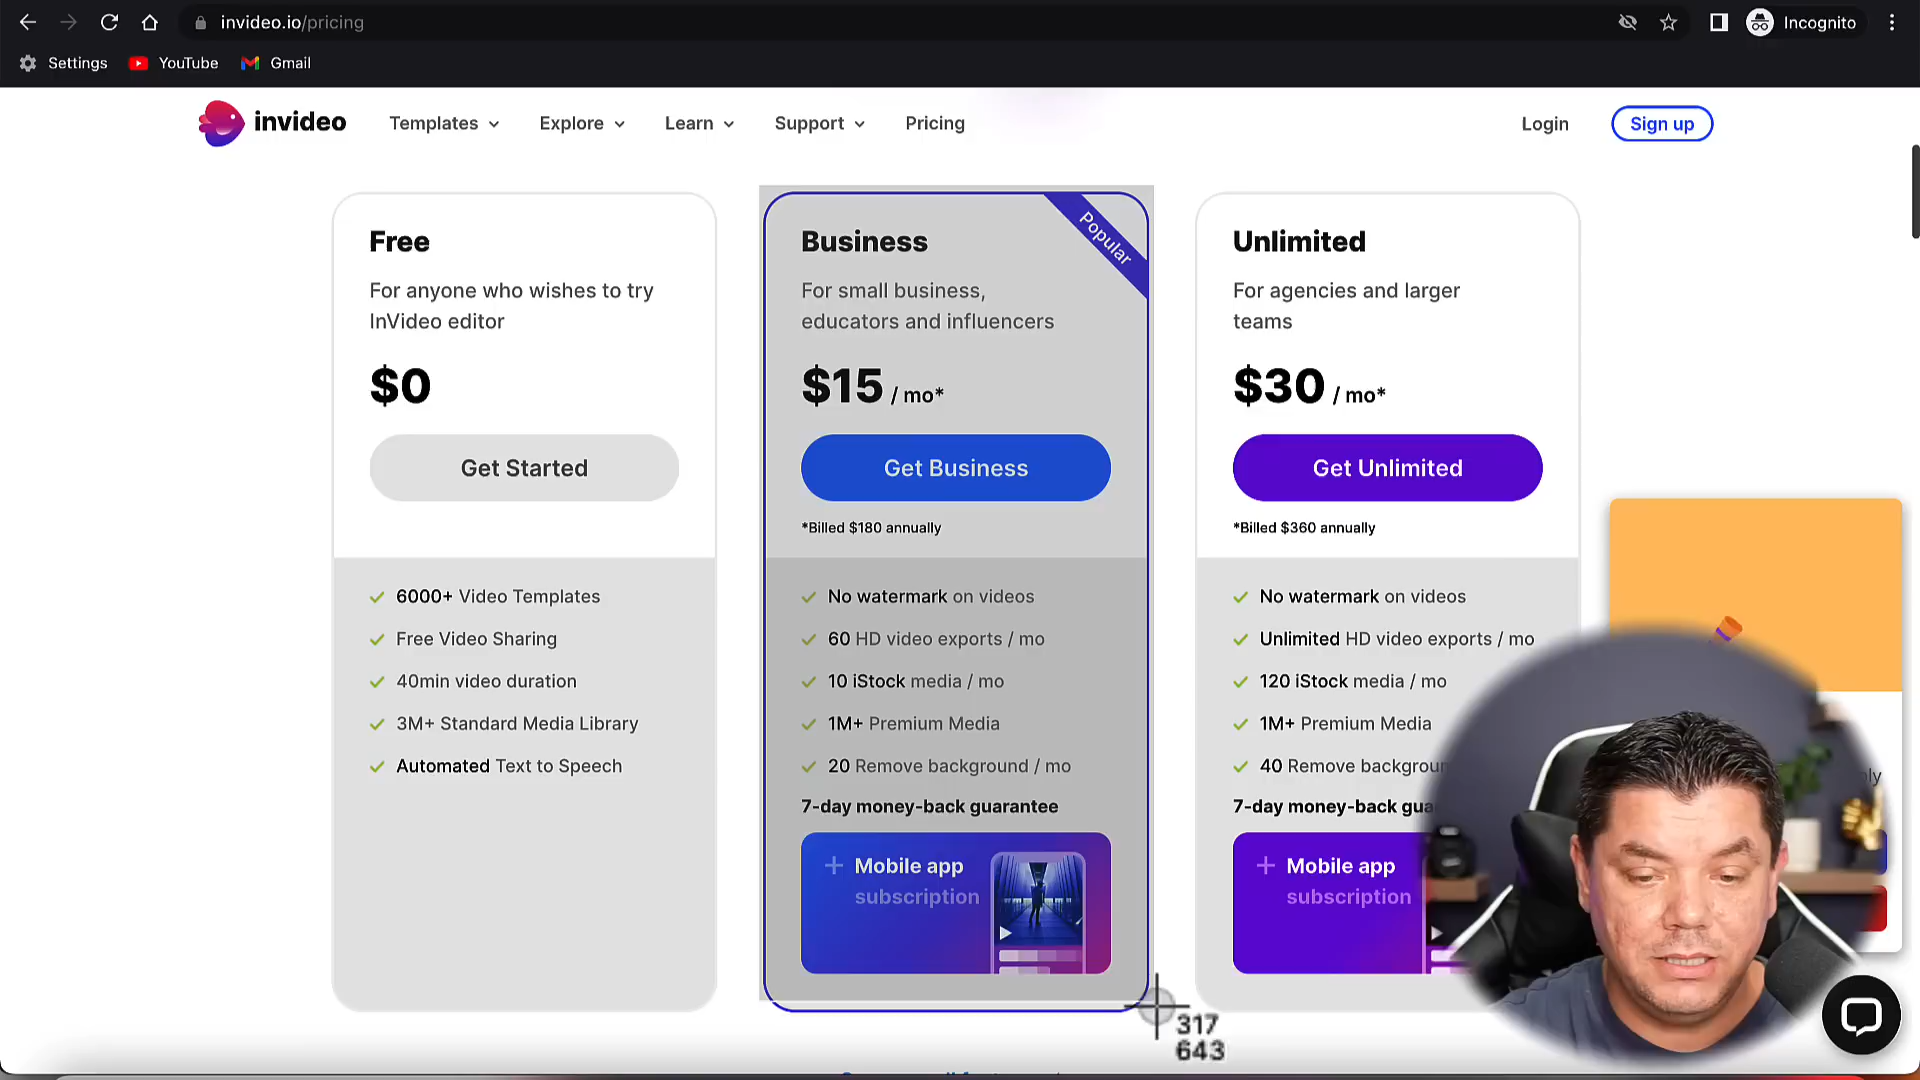 invideo.io/pricing
Incognito
Settings
YouTube
Gmail
invideo
Templates
Explore
Learn
Support
Pricing
Login
Sign up
Free
For anyone who wishes to try
InVideo editor
$0
Get Started
6000+ Video Templates
Free Video Sharing
40min video duration
3M+ Standard Media Library
Automated Text to Speech
Popular
Business
For small business,
educators and influencers
$15 / mo*
Get Business
*Billed $180 annually
No watermark on videos
60 HD video exports / mo
10 iStock media / mo
1M+ Premium Media
20 Remove background / mo
7-day money-back guarantee
Mobile app
subscription
Unlimited
For agencies and larger
teams
$30 / mo*
Get Unlimited
*Billed $360 annually
No watermark on videos
Unlimited HD video exports / mo
120 iStock media / mo
1M+ Premium Media
40 Remove
7-day money-back
Mobile app
subscription
317
643